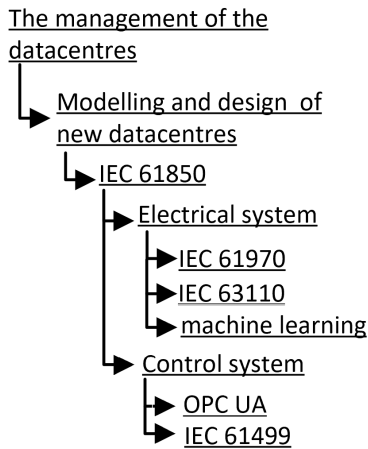 The management of the
datacentres
Modelling and design of
new datacentres
IEC 61850
Electrical system
IEC 61970
IEC 63110
machine learning
Control system
OPC UA
IEC 61499